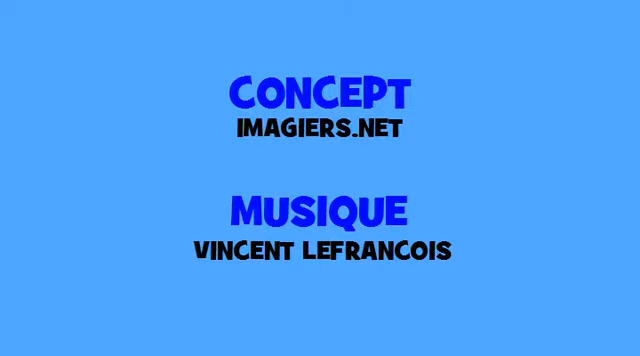 CONCEPT
IMAGIERS.NET
MUSIQUE
VINCENT LEFRANCOIS